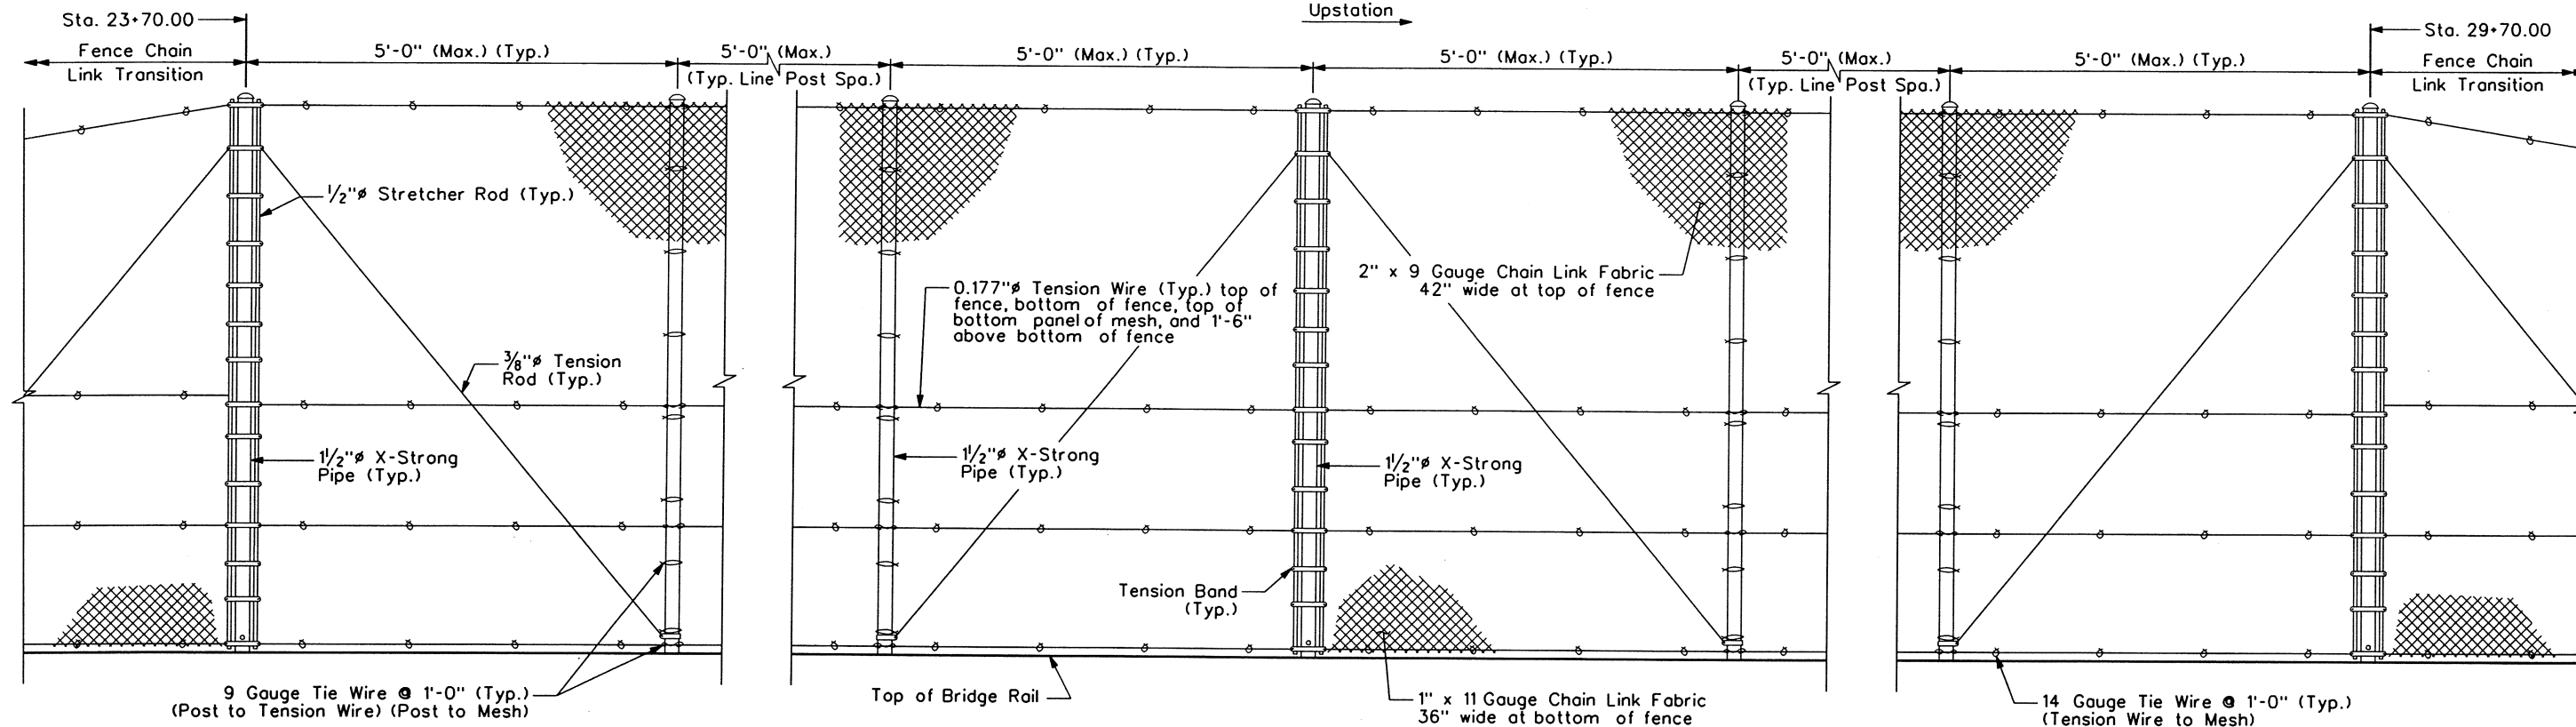 Upstation
Sta. 23+70.00
Sta. 29+70.00
Fence Chain
Link Transition
5'-0" (Max.) (Typ.)
5'-0" (Max.)
(Typ. Line Post Spa.)
5'-0" (Max.) (Typ.)
5'-0" (Max.) (Typ.)
5'-0" (Max.)
(Typ. Line Post Spa.)
5'-0" (Max.) (Typ.)
Fence Chain
Link Transition
1/2"ø Stretcher Rod (Typ.)
2" x 9 Gauge Chain Link Fabric
42" wide at top of fence
0.177"ø Tension Wire (Typ.) top of
fence, bottom of fence, top of
bottom panel of mesh, and 1'-6"
above bottom of fence
3/8"ø Tension
Rod (Typ.)
1 1/2"ø X-Strong
Pipe (Typ.)
1 1/2"ø X-Strong
Pipe (Typ.)
1 1/2"ø X-Strong
Pipe (Typ.)
Tension Band
(Typ.)
9 Gauge Tie Wire @ 1'-0" (Typ.)
(Post to Tension Wire) (Post to Mesh)
Top of Bridge Rail
1" x 11 Gauge Chain Link Fabric
36" wide at bottom of fence
14 Gauge Tie Wire @ 1'-0" (Typ.)
(Tension Wire to Mesh)